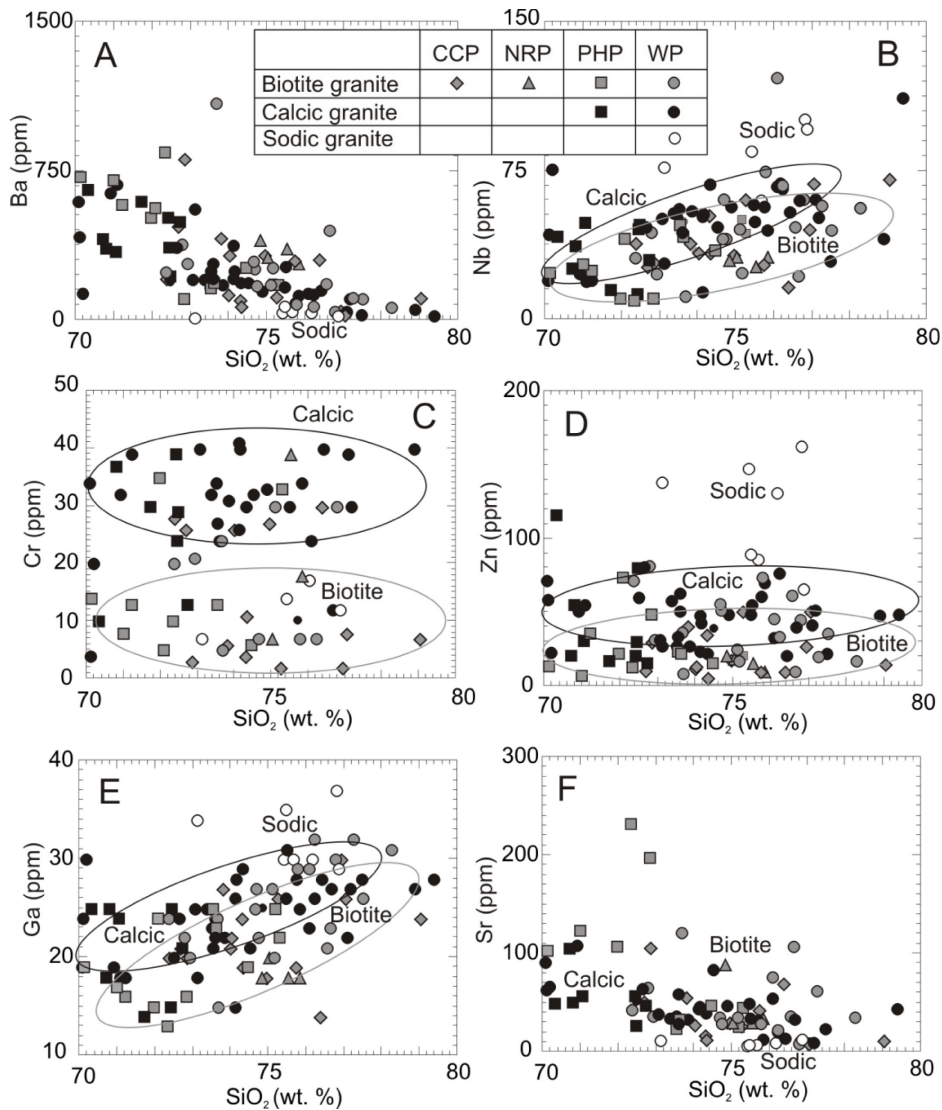 1500
A
Ba (ppm)
750
0
70
75
80
SiO2 (wt. %)
Sodic
CCP NRP PHP WP
Biotite granite
Calcic granite
Sodic granite
150
B
Nb (ppm)
75
0
70
75
80
SiO2 (wt. %)
Sodic
Calcic
Biotite
50
40
30
20
10
0
Cr (ppm)
Calcic
C
Biotite
70
75
80
SiO2 (wt. %)
200
100
50
0
Zn (ppm)
D
Sodic
Calcic
Biotite
70
75
80
SiO2 (wt. %)
40
30
20
10
Ga (ppm)
E
Sodic
Calcic
Biotite
70
75
80
SiO2 (wt. %)
300
200
100
50
0
Sr (ppm)
F
Biotite
Calcic
Sodic
70
75
80
SiO2 (wt. %)